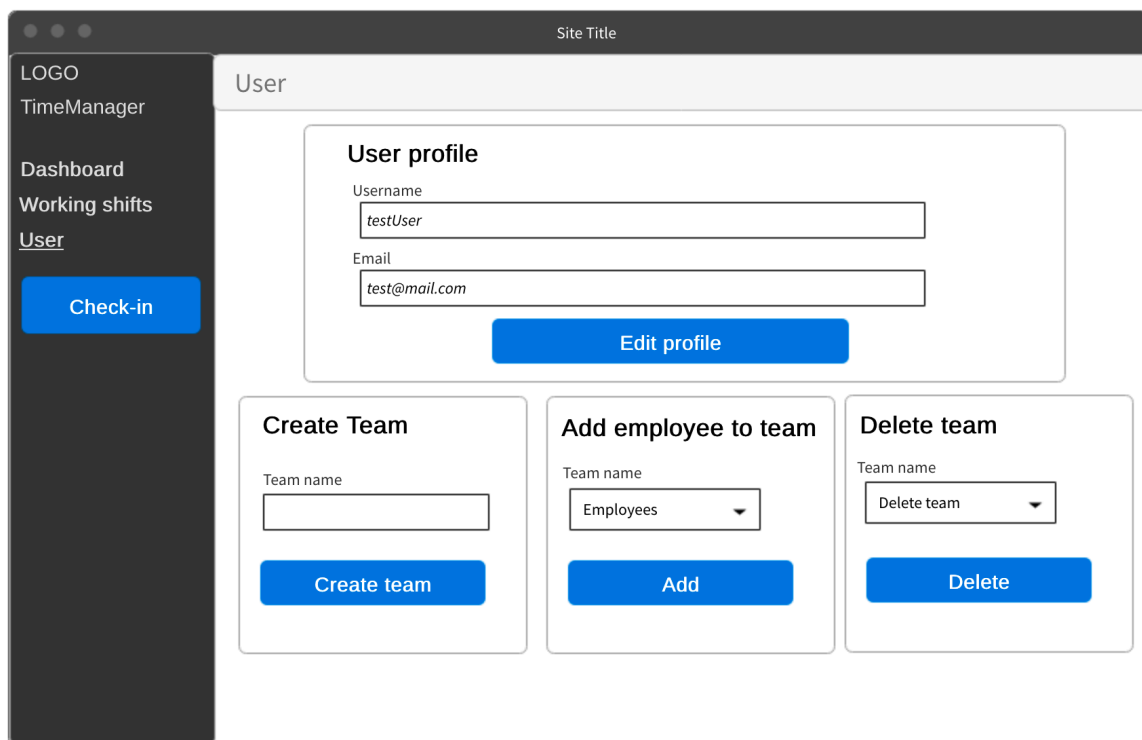 Site Title
LOGO
TimeManager
Dashboard
Working shifts
User
Check-in
User
User profile
Username
testUser
Email
test@mail.com
Edit profile
Create Team
Team name
Create team
Add employee to team
Team name
Employees
Add
Delete team
Team name
Delete team
Delete